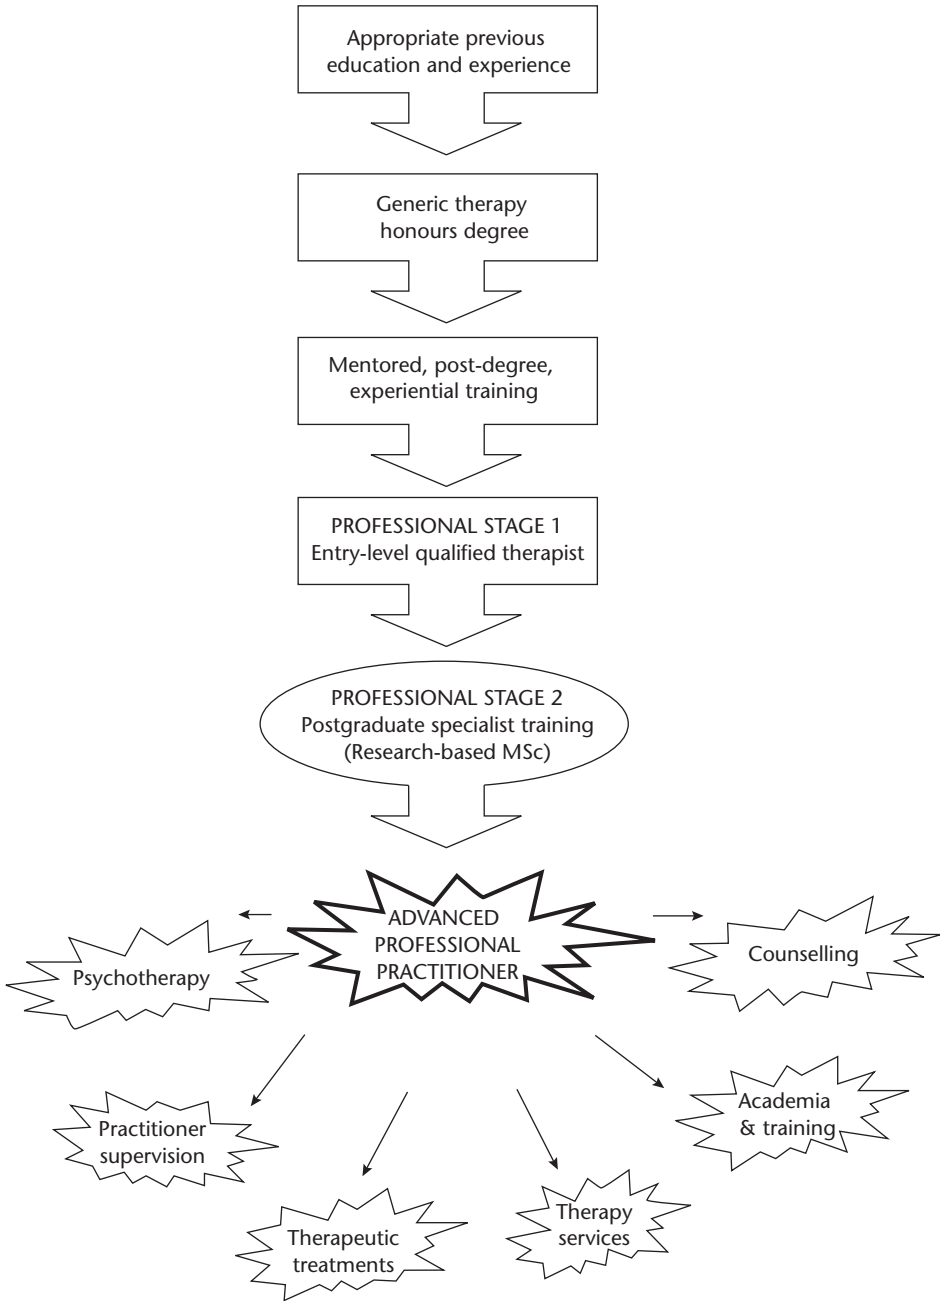 Appropriate previous
education and experience
Generic therapy
honours degree
Mentored, post-degree,
experiential training
PROFESSIONAL STAGE 1
Entry-level qualified therapist
PROFESSIONAL STAGE 2
Postgraduate specialist training
(Research-based MSc)
ADVANCED
PROFESSIONAL
PRACTITIONER
Psychotherapy
Counselling
Practitioner
supervision
Academia
& training
Therapeutic
treatments
Therapy
services